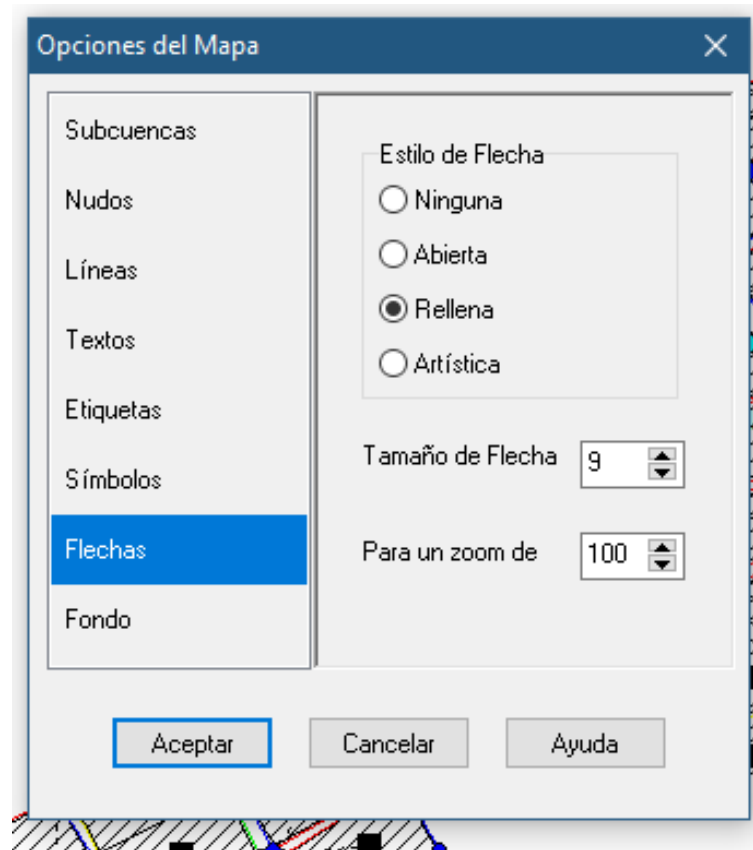 Opciones del Mapa
Subcuencas
Nudos
Líneas
Textos
Etiquetas
Símbolos
Flechas
Fondo
Estilo de Flecha
Ninguna
Abierta
Rellena
Artística
Tamaño de Flecha 9
Para un zoom de 100
Aceptar Cancelar Ayuda